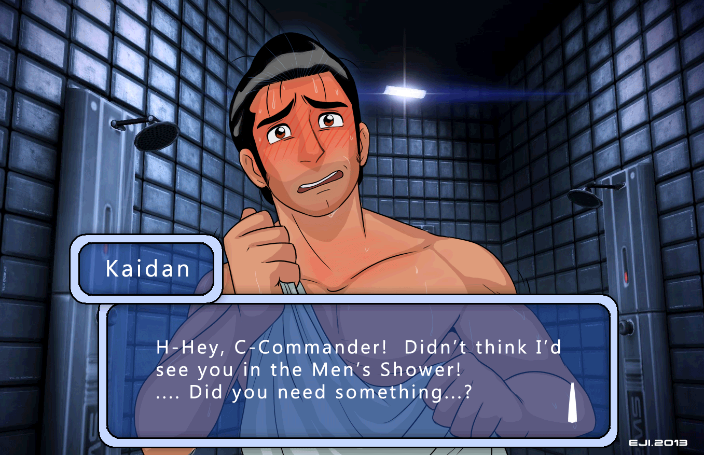 Kaidan
H-Hey, C-Commander! Didn't think I'd
see you in the Men's Shower!
.... Did you need something...?
EJI.2013